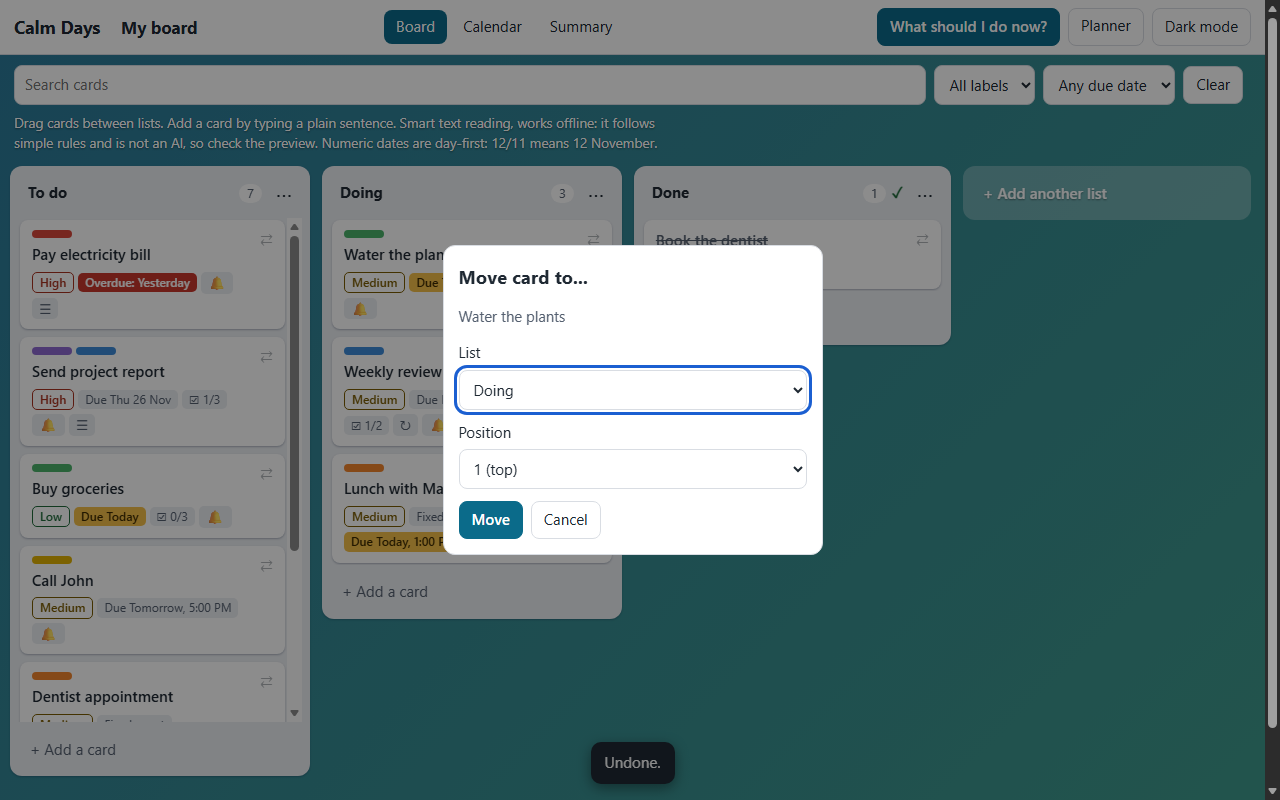 Calm Days My board Board Calendar Summary What should I do now? Planner Dark mode
Search cards All labels Any due date Clear
Drag cards between lists. Add a card by typing a plain sentence. Smart text reading, works offline: it follows
simple rules and is not an AI, so check the preview. Numeric dates are day-first: 12/11 means 12 November.
To do 7 ...
Pay electricity bill
High Overdue: Yesterday
Send project report
High Due Thu 26 Nov 1/3
Buy groceries
Low Due Today 0/3
Call John
Medium Due Tomorrow, 5:00 PM
Dentist appointment
+ Add a card
Doing 3 ...
Water the plan
Medium Due
Weekly review
Medium Due
1/2
Lunch with Ma
Medium Fixed
Due Today, 1:00
+ Add a card
Done 1 ✓ ...
Book the dentist
+ Add another list
Move card to...
Water the plants
List
Doing
Position
1 (top)
Move Cancel
Undone.